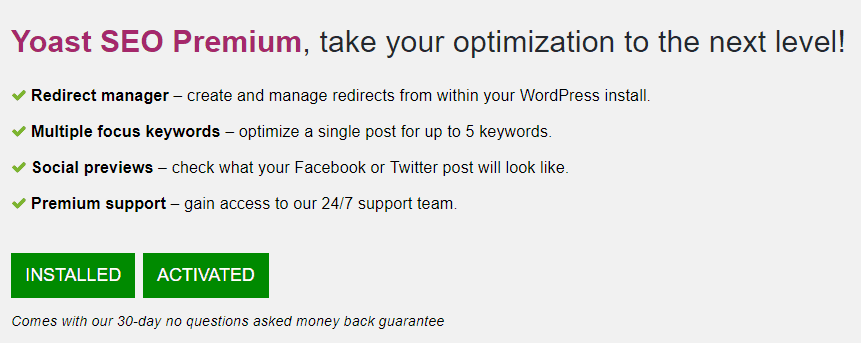 Yoast SEO Premium, take your optimization to the next level!
Redirect manager – create and manage redirects from within your WordPress install.
Multiple focus keywords – optimize a single post for up to 5 keywords.
Social previews – check what your Facebook or Twitter post will look like.
Premium support – gain access to our 24/7 support team.
INSTALLED ACTIVATED
Comes with our 30-day no questions asked money back guarantee